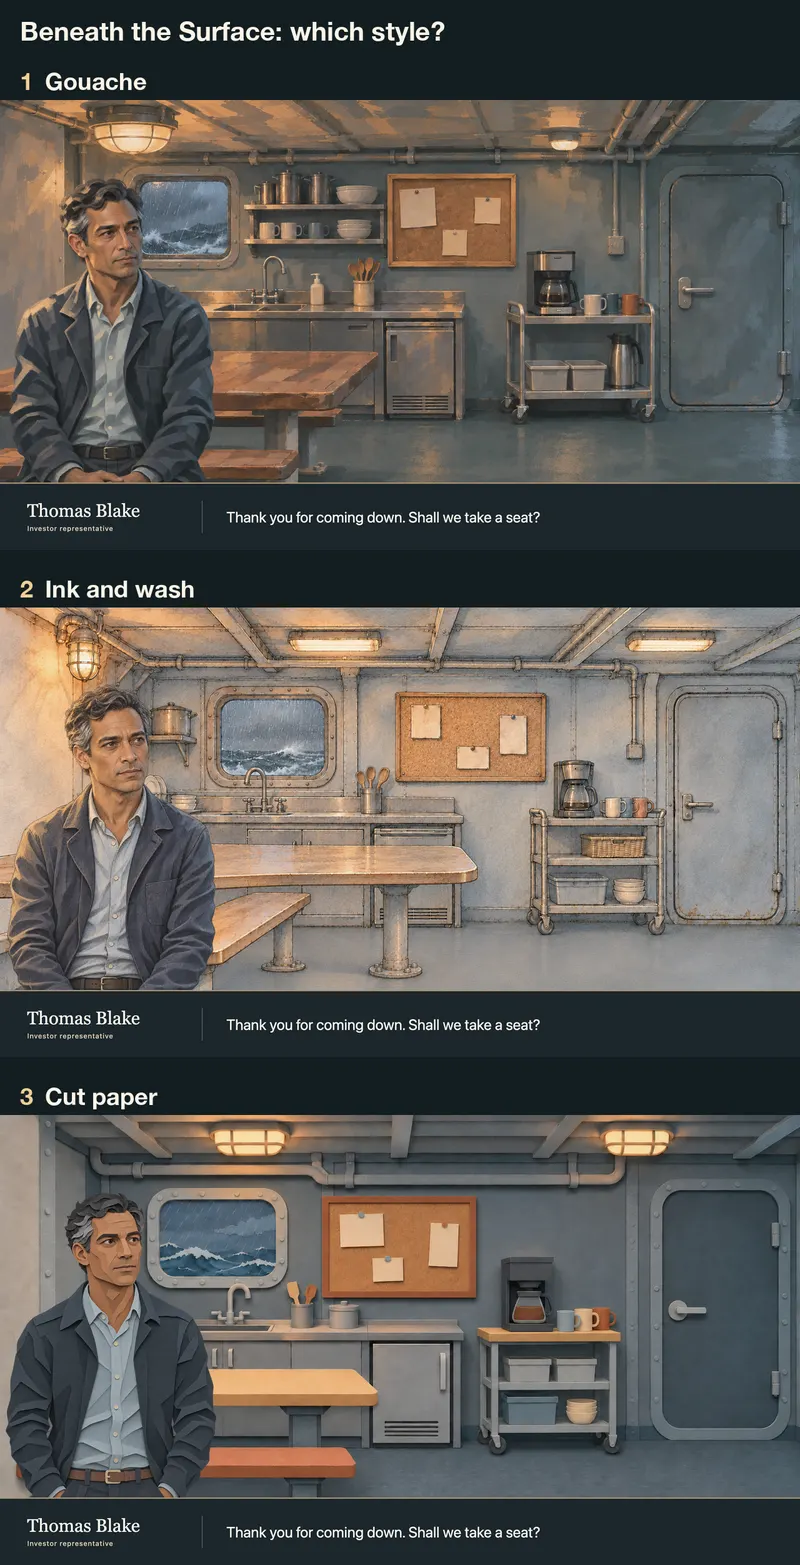 Beneath the Surface: which style?
1 Gouache
Thomas Blake
Investor representative
Thank you for coming down. Shall we take a seat?
2 Ink and wash
Thomas Blake
Investor representative
Thank you for coming down. Shall we take a seat?
3 Cut paper
Thomas Blake
Investor representative
Thank you for coming down. Shall we take a seat?